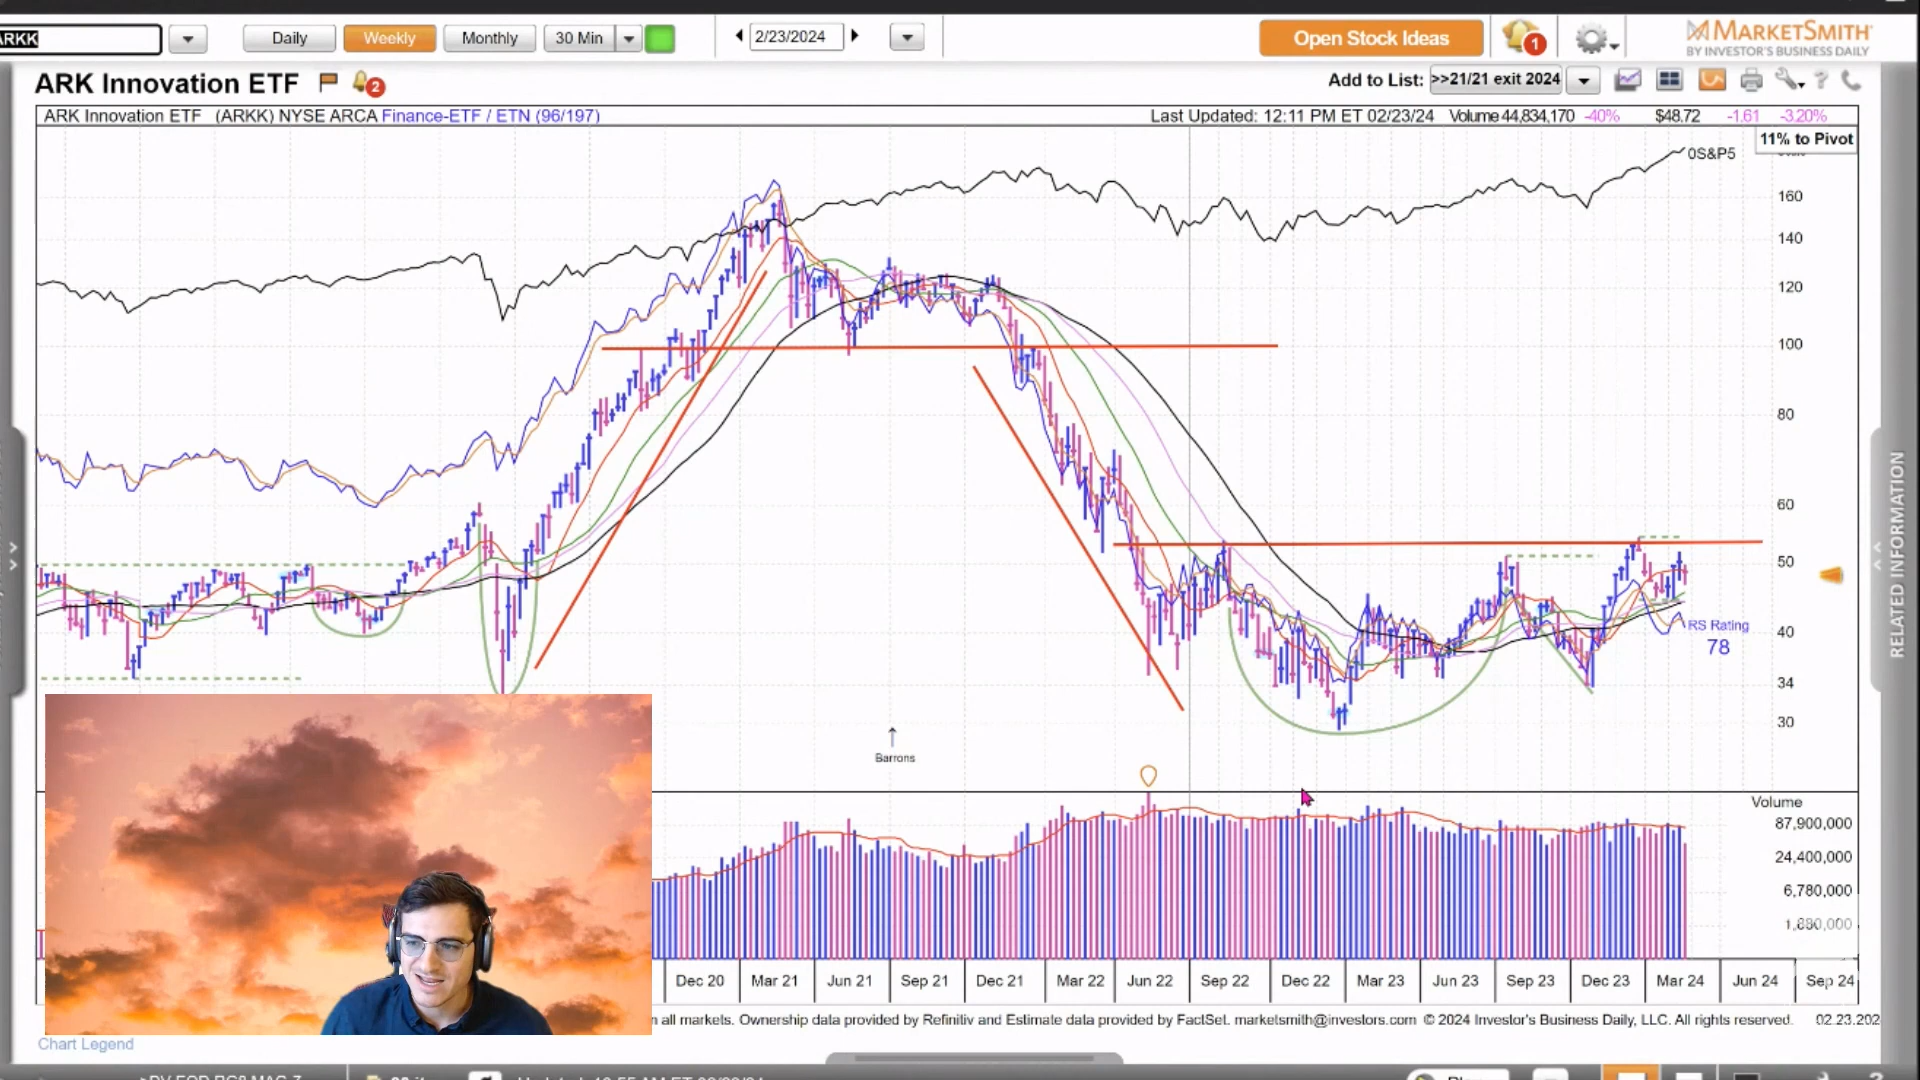 ARKK
Daily
Weekly
Monthly
30 Min
2/23/2024
Open Stock Ideas
1
MARKETSMITH
BY INVESTOR'S BUSINESS DAILY
ARK Innovation ETF
2
Add to List:
>>21/21 exit 2024
ARK Innovation ETF (ARKK) NYSE ARCA Finance-ETF / ETN (96/197)
Last Updated: 12:11 PM ET 02/23/24 Volume 44,834,170 -40% $48.72 -1.61 -3.20%
11% to Pivot
0S&P5
160
140
120
100
80
60
50
40
34
30
RS Rating
78
RELATED INFORMATION
Barrons
Volume
87,900,000
24,400,000
6,780,000
Dec 20 Mar 21 Jun 21 Sep 21 Dec 21 Mar 22 Jun 22 Sep 22 Dec 22 Mar 23 Jun 23 Sep 23 Dec 23 Mar 24 Jun 24 Sep 24
n all markets. Ownership data provided by Refinitiv and Estimate data provided by FactSet. marketsmith@investors.com © 2024 Investor's Business Daily, LLC. All rights reserved. 02.23.202
Chart Legend